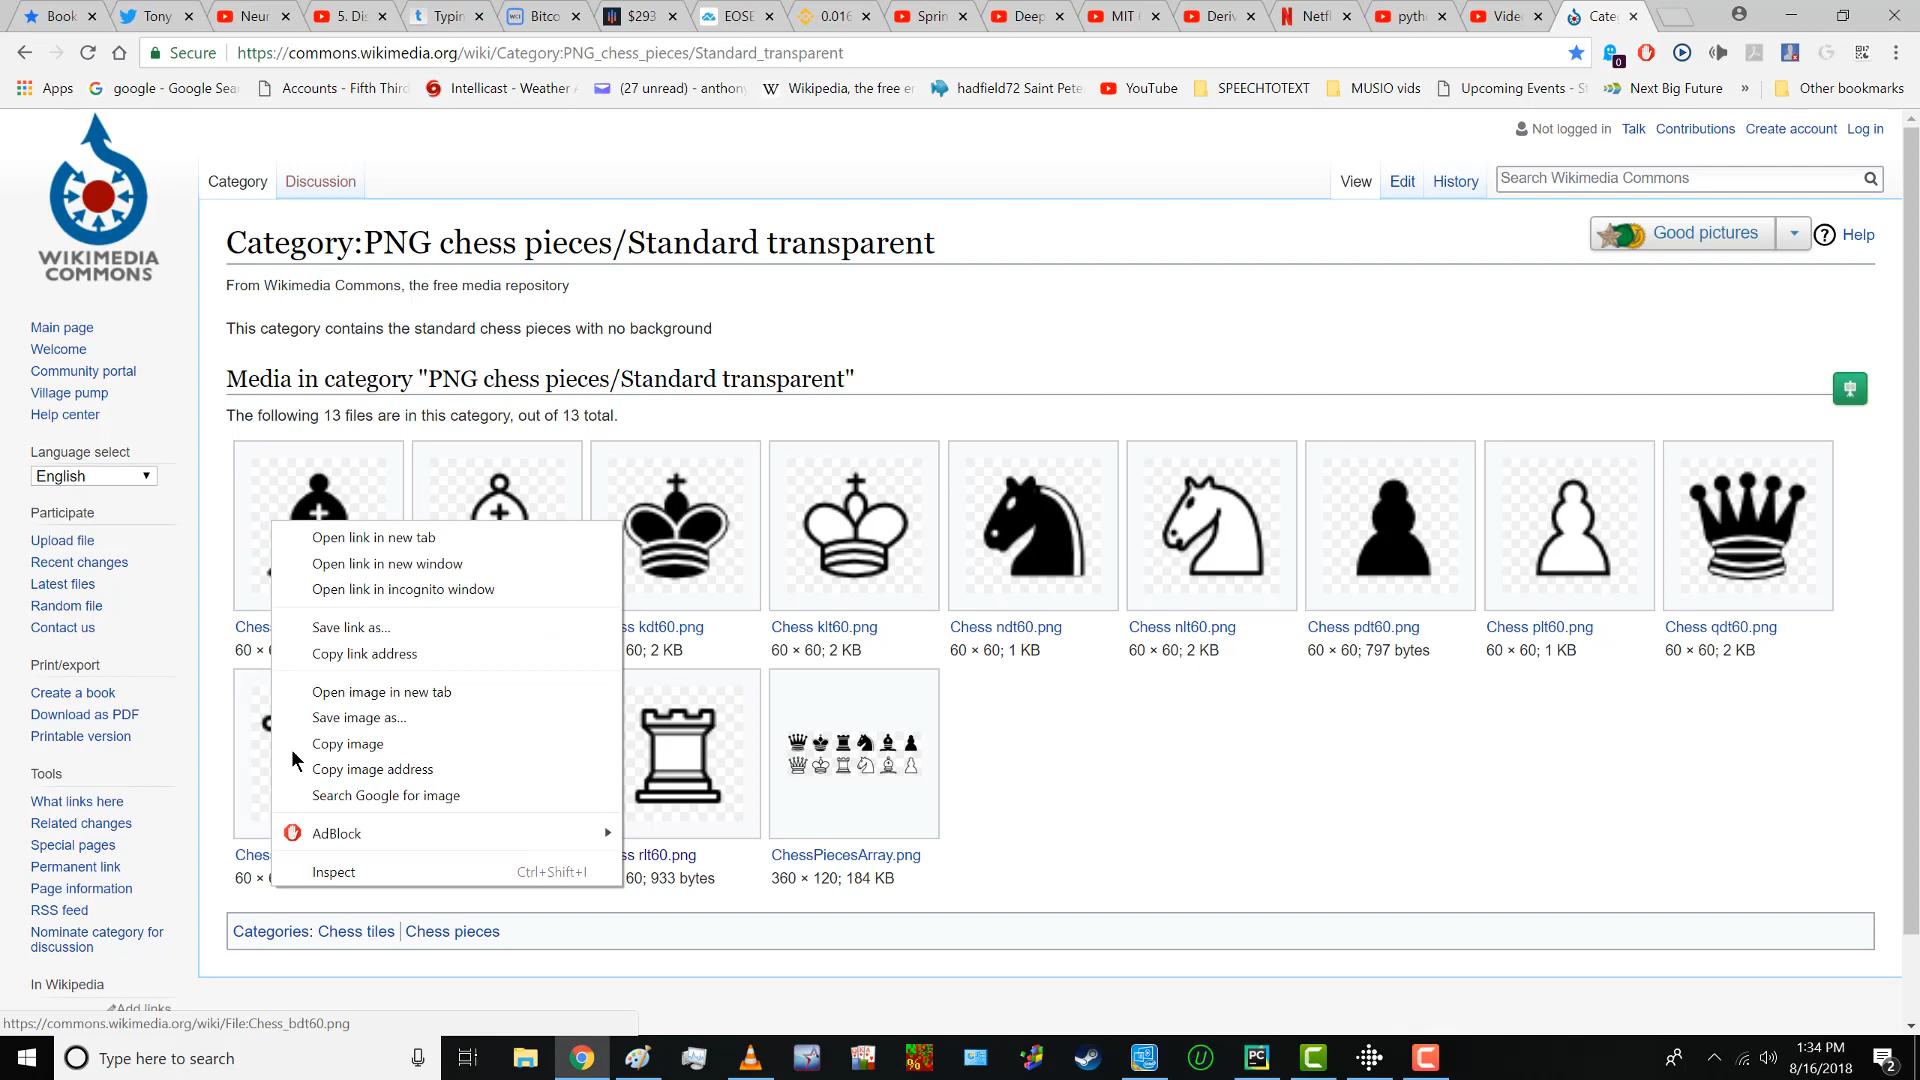 Book
Tony
Neur
5. Di
Typin
Bitco
$293
EOSE
0.016
Sprin
Deep
MIT
Deriv
Netf
pyth
Vide
Cate
Secure https://commons.wikimedia.org/wiki/Category:PNG_chess_pieces/Standard_transparent
0
Apps google - Google Sea Accounts - Fifth Third Intellicast - Weather (27 unread) - anthony Wikipedia, the free en hadfield72 Saint Pete YouTube SPEECHTOTEXT MUSIO vids Upcoming Events - S Next Big Future » Other bookmarks
Not logged in Talk Contributions Create account Log in
Category Discussion View Edit History Search Wikimedia Commons
WIKIMEDIA
COMMONS
Category:PNG chess pieces/Standard transparent
Good pictures
Help
From Wikimedia Commons, the free media repository
This category contains the standard chess pieces with no background
Media in category "PNG chess pieces/Standard transparent"
The following 13 files are in this category, out of 13 total.
Main page
Welcome
Community portal
Village pump
Help center
Language select
English
Participate
Upload file
Recent changes
Latest files
Random file
Contact us
Print/export
Create a book
Download as PDF
Printable version
Tools
What links here
Related changes
Special pages
Permanent link
Page information
RSS feed
Nominate category for
discussion
In Wikipedia
Add links
Open link in new tab
Open link in new window
Open link in incognito window
Save link as...
Copy link address
Open image in new tab
Save image as...
Copy image
Copy image address
Search Google for image
AdBlock
Inspect Ctrl+Shift+I
Chess
s kdt60.png
60; 2 KB
Chess klt60.png
60 × 60; 2 KB
Chess ndt60.png
60 × 60; 1 KB
Chess nlt60.png
60 × 60; 2 KB
Chess pdt60.png
60 × 60; 797 bytes
Chess plt60.png
60 × 60; 1 KB
Chess qdt60.png
60 × 60; 2 KB
Chess
60 × 6
ss rlt60.png
60; 933 bytes
ChessPiecesArray.png
360 × 120; 184 KB
Categories: Chess tiles | Chess pieces
https://commons.wikimedia.org/wiki/File:Chess_bdt60.png
Type here to search
1:34 PM
8/16/2018
2